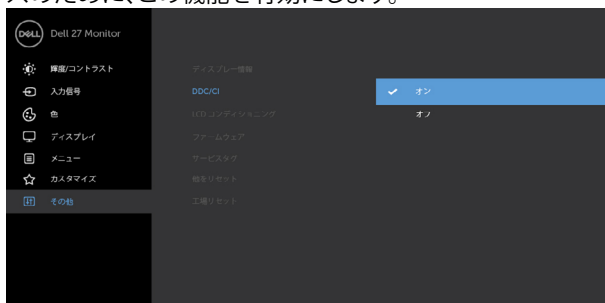 スのために、この機能を有効にします。
DELL Dell 27 Monitor
輝度/コントラスト
ディスプレー情報
入力信号
DDC/CI
オン
色
LCD コンディショニング
オフ
ディスプレイ
ファームウェア
メニュー
サービスタグ
カスタマイズ
他をリセット
その他
工場リセット